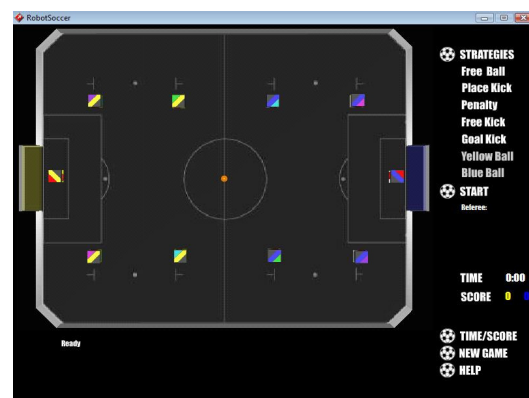 RobotSoccer
STRATEGIES
Free Ball
Place Kick
Penalty
Free Kick
Goal Kick
Yellow Ball
Blue Ball
START
Referee:
TIME 0:00
SCORE 0 0
Ready
TIME/SCORE
NEW GAME
HELP